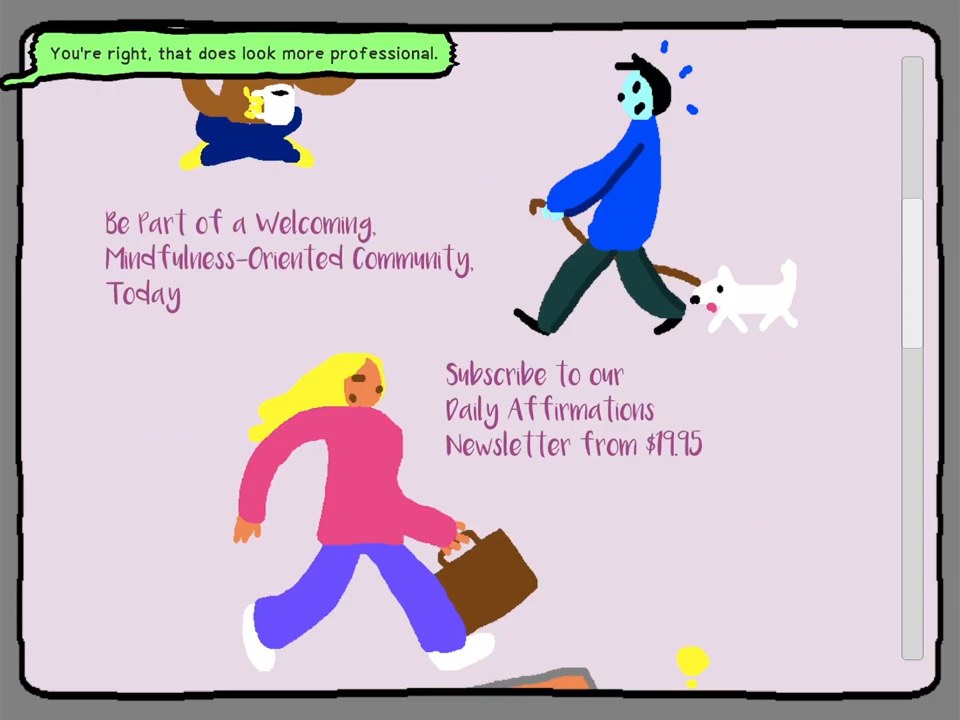 You're right, that does look more professional.
Be Part of a Welcoming,
Mindfulness-Oriented Community,
Today
Subscribe to our
Daily Affirmations
Newsletter from $19.95